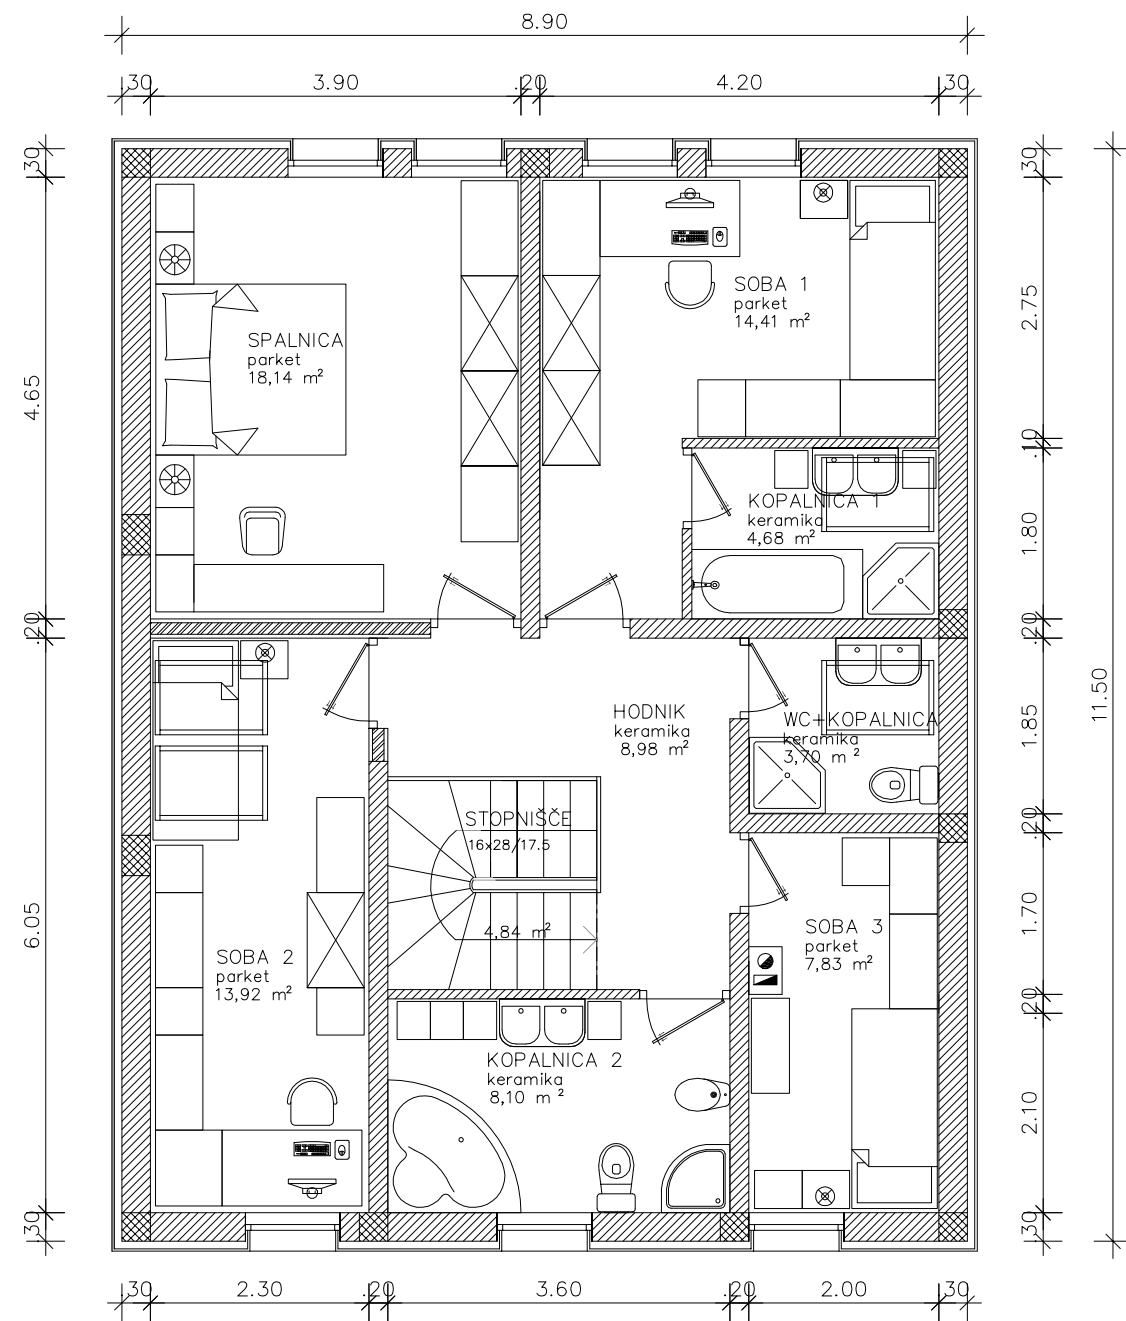 8.90
.30
3.90
.20
4.20
.30
.30
4.65
.20
6.05
.30
SPALNICA
parket
18,14 m²
SOBA 1
parket
14,41 m²
KOPALNICA 1
keramika
4,68 m²
HODNIK
keramika
8,98 m²
WC+KOPALNICA
keramika
3,70 m²
STOPNIŠČE
16x28/17.5
4,84 m²
SOBA 2
parket
13,92 m²
SOBA 3
parket
7,83 m²
KOPALNICA 2
keramika
8,10 m²
.30
2.75
.10
1.80
.20
1.85
.20
1.70
.20
2.10
.30
11.50
.30
2.30
.20
3.60
.20
2.00
.30